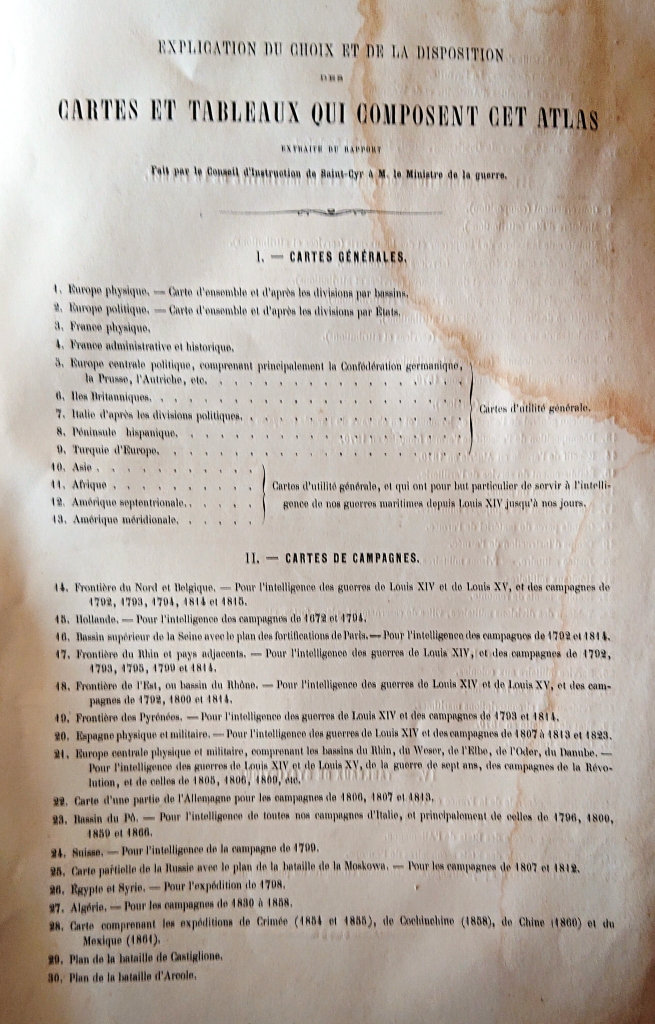 EXPLICATION DU CHOIX ET DE LA DISPOSITION
DES
CARTES ET TABLEAUX QUI COMPOSENT CET ATLAS
EXTRAITE DU RAPPORT
Fait par le Conseil d'Instruction de Saint-Cyr à M. le Ministre de la guerre.
I. — CARTES GÉNÉRALES.
1. Europe physique. — Carte d'ensemble et d'après les divisions par bassins.
2. Europe politique. — Carte d'ensemble et d'après les divisions par États.
3. France physique.
4. France administrative et historique.
5. Europe centrale politique, comprenant principalement la Confédération germanique,
la Prusse, l'Autriche, etc.
6. Iles Britanniques.
7. Italie d'après les divisions politiques.
8. Péninsule hispanique.
9. Turquie d'Europe.
Cartes d'utilité générale.
10. Asie
11. Afrique
12. Amérique septentrionale.
13. Amérique méridionale.
Cartes d'utilité générale, et qui ont pour but particulier de servir à l'intelli-
gence de nos guerres maritimes depuis Louis XIV jusqu'à nos jours.
II. — CARTES DE CAMPAGNES.
14. Frontière du Nord et Belgique. — Pour l'intelligence des guerres de Louis XIV et de Louis XV, et des campagnes de
1792, 1793, 1794, 1814 et 1815.
15. Hollande. — Pour l'intelligence des campagnes de 1672 et 1794.
16. Bassin supérieur de la Seine avec le plan des fortifications de Paris. — Pour l'intelligence des campagnes de 1792 et 1814.
17. Frontière du Rhin et pays adjacents. — Pour l'intelligence des guerres de Louis XIV, et des campagnes de 1792,
1793, 1795, 1799 et 1814.
18. Frontière de l'Est, ou bassin du Rhône. — Pour l'intelligence des guerres de Louis XIV et de Louis XV, et des cam-
pagnes de 1792, 1800 et 1814.
19. Frontière des Pyrénées. — Pour l'intelligence des guerres de Louis XIV et des campagnes de 1793 et 1814.
20. Espagne physique et militaire. — Pour l'intelligence des guerres de Louis XIV et des campagnes de 1807 à 1813 et 1823.
21. Europe centrale physique et militaire, comprenant les bassins du Rhin, du Weser, de l'Elbe, de l'Oder, du Danube. —
Pour l'intelligence des guerres de Louis XIV et de Louis XV, de la guerre de sept ans, des campagnes de la Révo-
lution, et de celles de 1805, 1806, 1809, etc.
22. Carte d'une partie de l'Allemagne pour les campagnes de 1806, 1807 et 1813.
23. Bassin du Pô. — Pour l'intelligence de toutes nos campagnes d'Italie, et principalement de celles de 1796, 1800,
1859 et 1866.
24. Suisse. — Pour l'intelligence de la campagne de 1799.
25. Carte partielle de la Russie avec le plan de la bataille de la Moskowa. — Pour les campagnes de 1807 et 1812.
26. Égypte et Syrie. — Pour l'expédition de 1798.
27. Algérie. — Pour les campagnes de 1830 à 1858.
28. Carte comprenant les expéditions de Crimée (1854 et 1855), de Cochinchine (1858), de Chine (1860) et du
Mexique (1861).
29. Plan de la bataille de Castiglione.
30. Plan de la bataille d'Arcole.